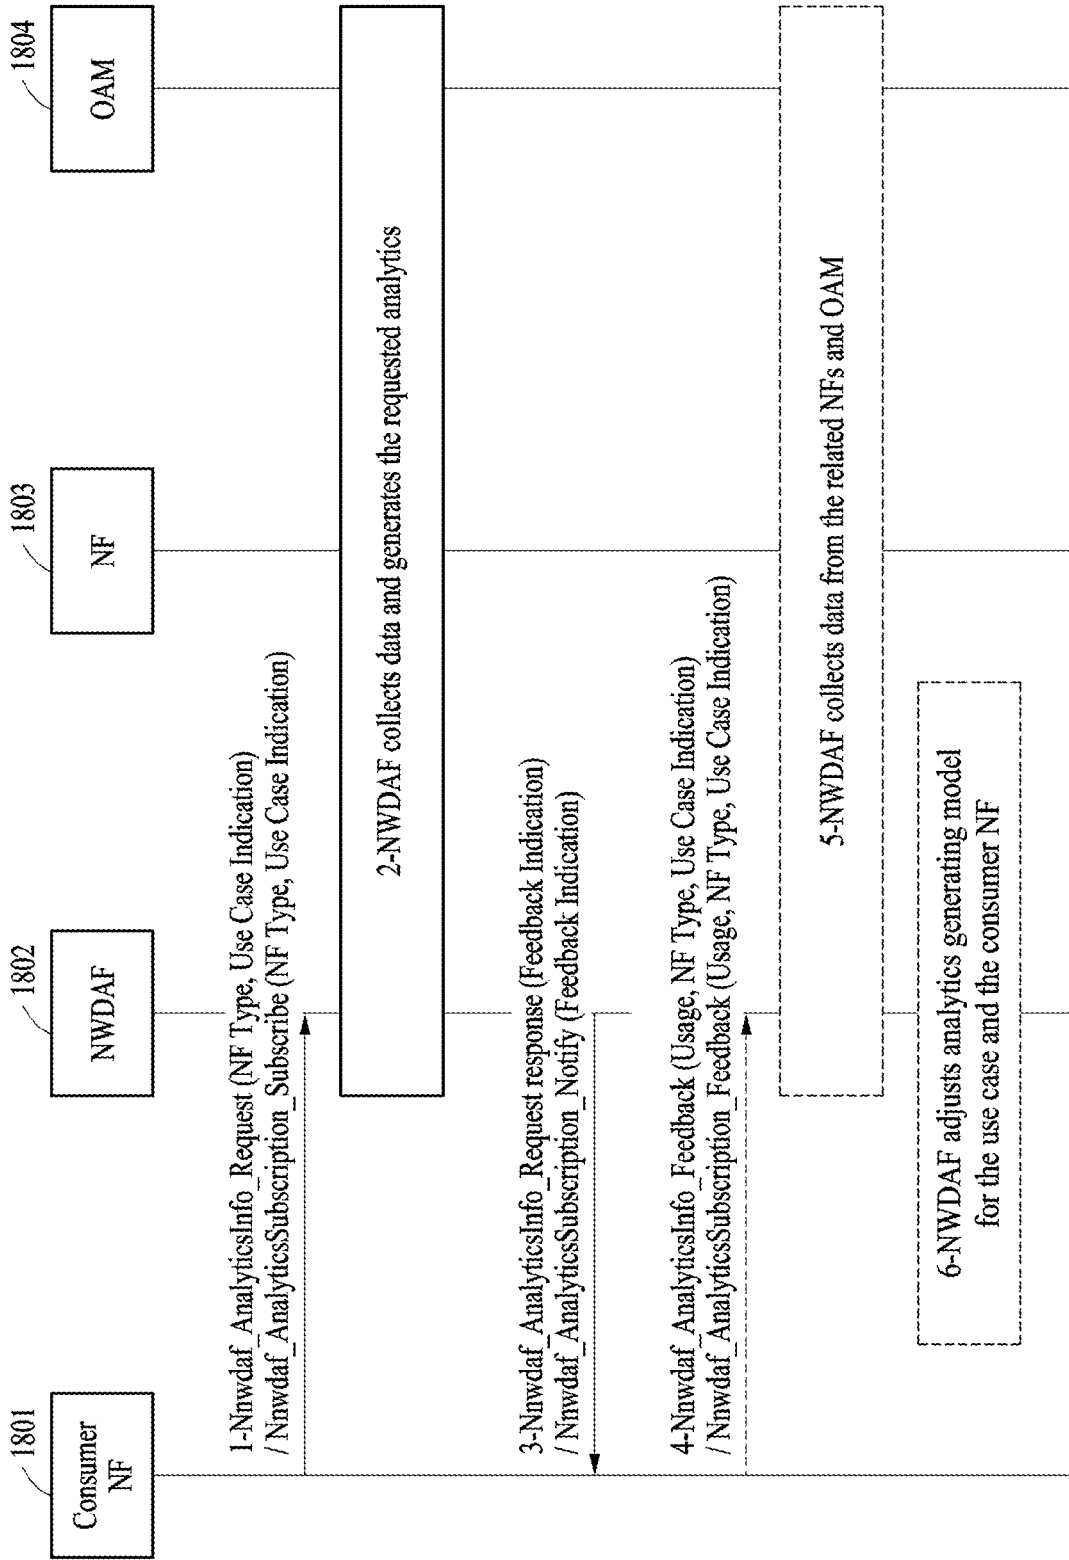 1801
Consumer
NF
1802
NWDAF
1803
NF
1804
OAM
1-Nnwdaf_AnalyticsInfo_Request (NF Type, Use Case Indication)
/ Nnwdaf_AnalyticsSubscription_Subscribe (NF Type, Use Case Indication)
2-NWDAF collects data and generates the requested analytics
3-Nnwdaf_AnalyticsInfo_Request response (Feedback Indication)
/ Nnwdaf_AnalyticsSubscription_Notify (Feedback Indication)
4-Nnwdaf_AnalyticsInfo_Feedback (Usage, NF Type, Use Case Indication)
/ Nnwdaf_AnalyticsSubscription_Feedback (Usage, NF Type, Use Case Indication)
5-NWDAF collects data from the related NFs and OAM
6-NWDAF adjusts analytics generating model
for the use case and the consumer NF